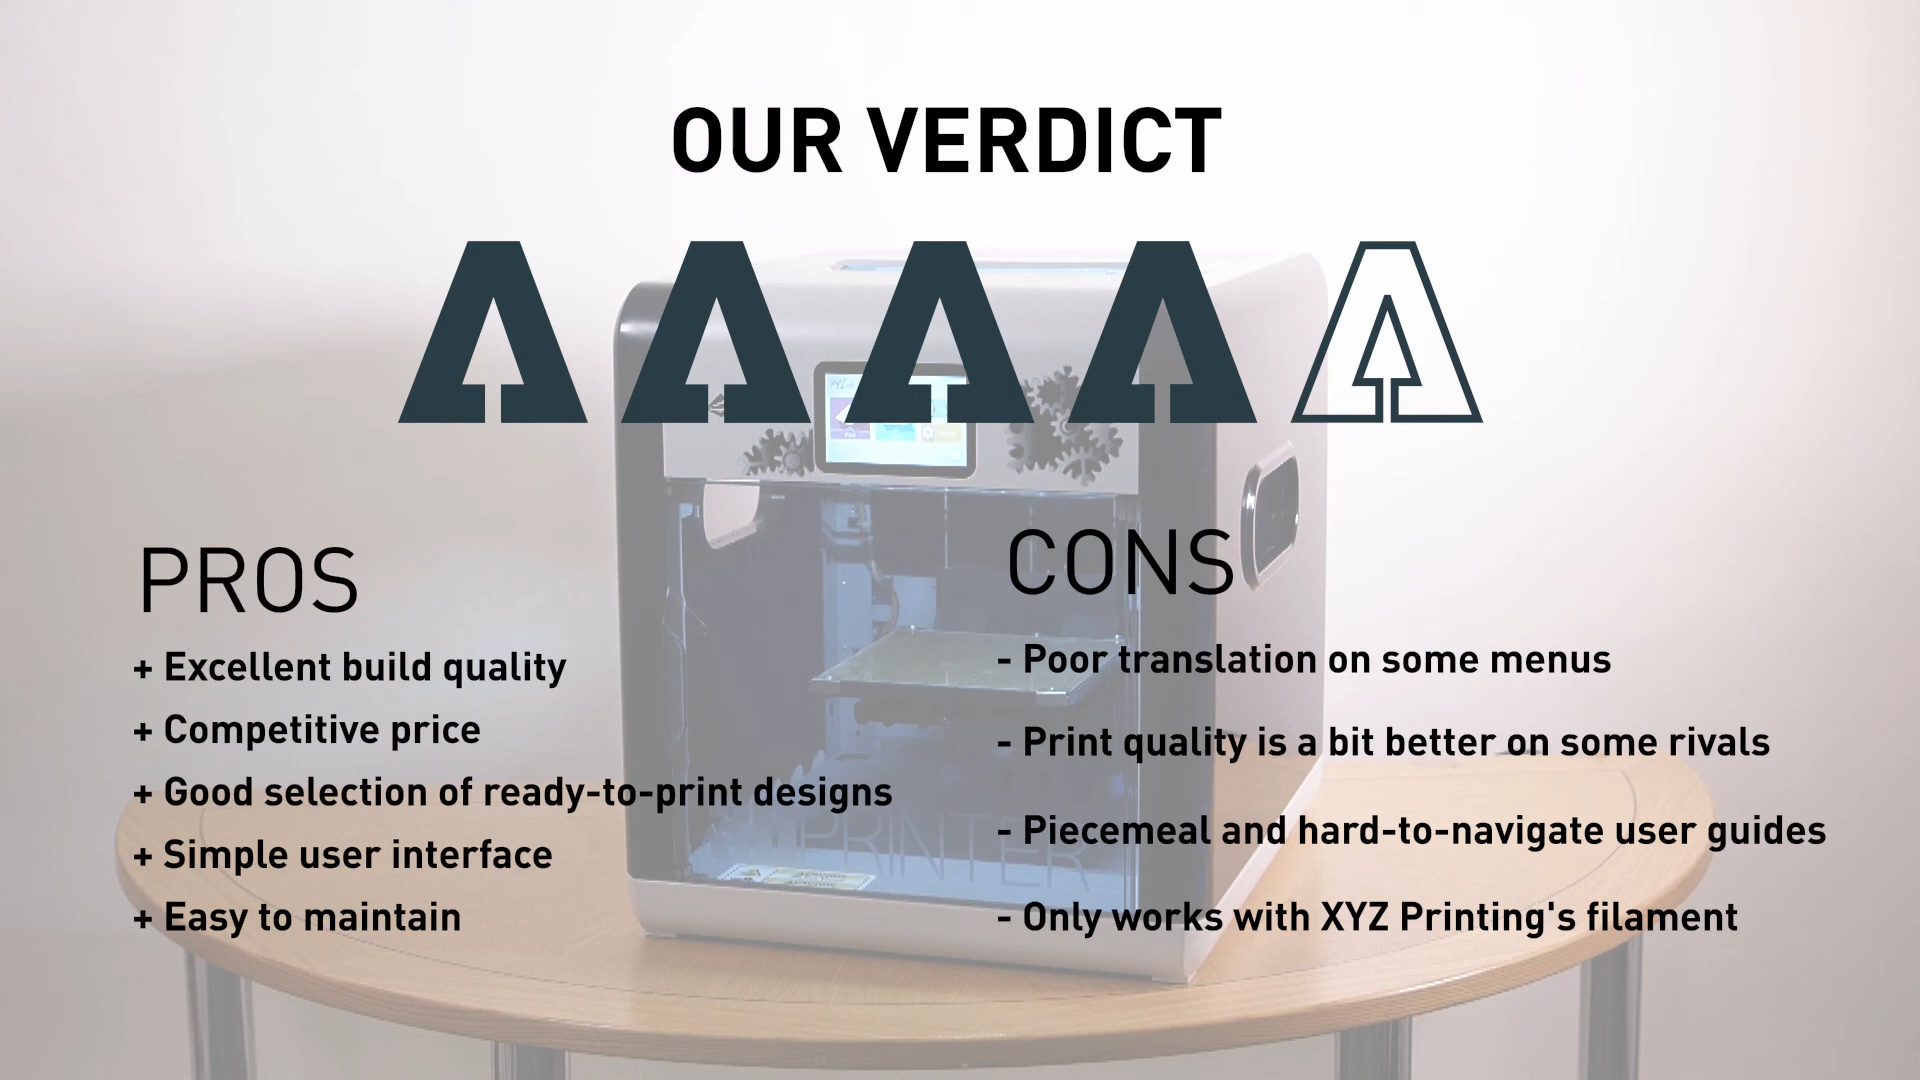 OUR VERDICT
PROS
+ Excellent build quality
+ Competitive price
+ Good selection of ready-to-print designs
+ Simple user interface
+ Easy to maintain
CONS
- Poor translation on some menus
- Print quality is a bit better on some rivals
- Piecemeal and hard-to-navigate user guides
- Only works with XYZ Printing's filament
XYZ
PRINTER